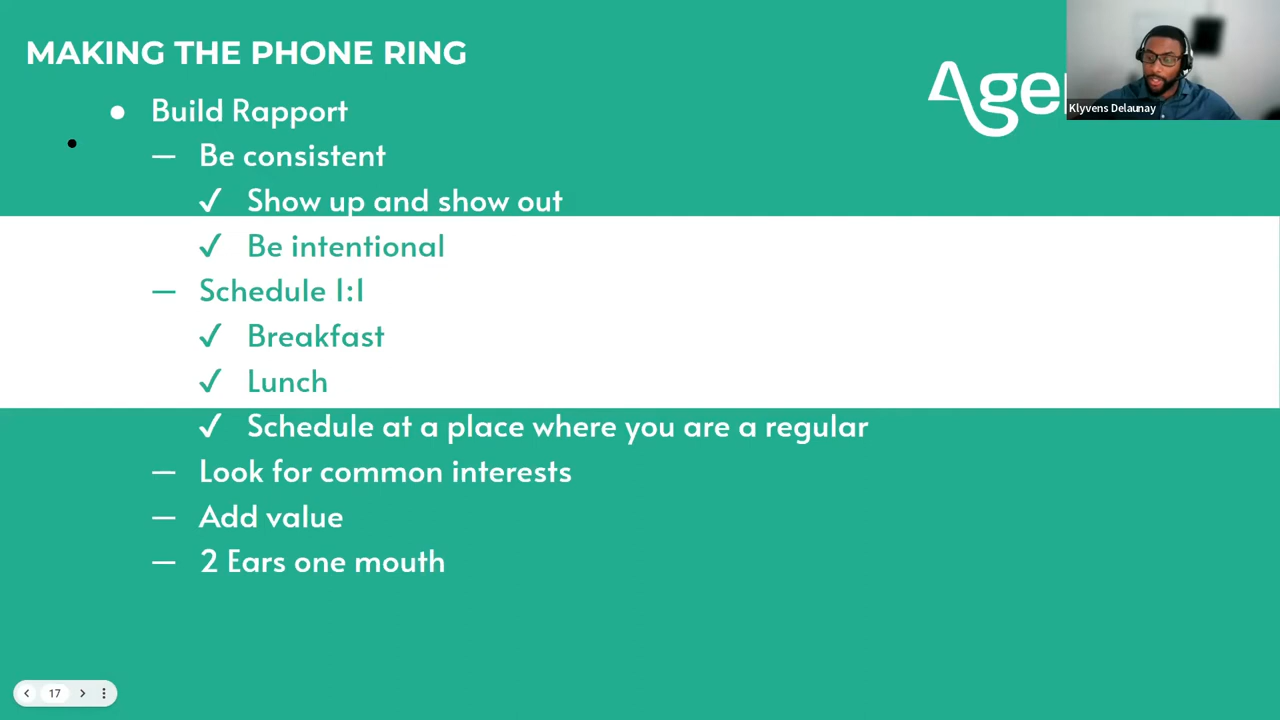 MAKING THE PHONE RING
● Build Rapport
— Be consistent
✓ Show up and show out
✓ Be intentional
— Schedule 1:1
✓ Breakfast
✓ Lunch
✓ Schedule at a place where you are a regular
— Look for common interests
— Add value
— 2 Ears one mouth
Age
Klyvens Delaunay
17